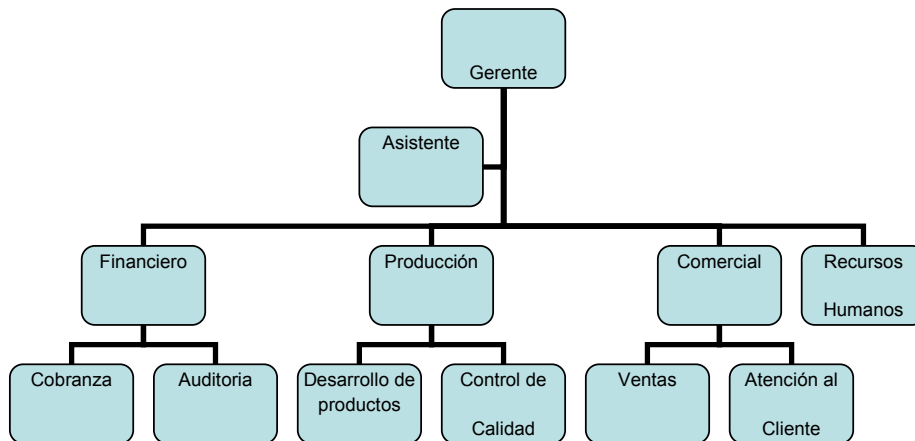 Gerente
Asistente
Financiero
Producción
Comercial
Recursos
Humanos
Cobranza
Auditoria
Desarrollo de
productos
Control de
Calidad
Ventas
Atención al
Cliente